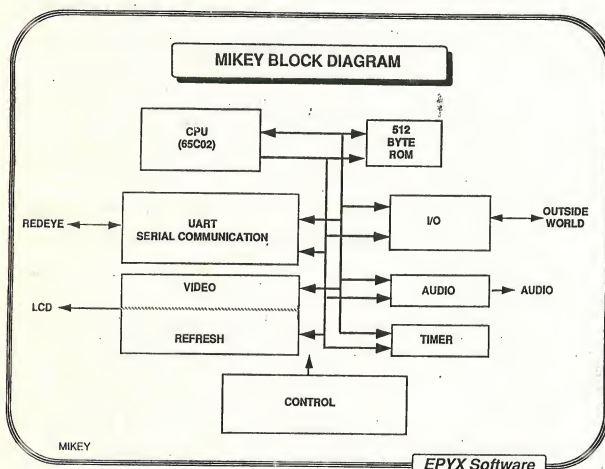 MIKEY BLOCK DIAGRAM
CPU
(65C02)
512
BYTE
ROM
REDEYE
UART
SERIAL COMMUNICATION
I/O
OUTSIDE
WORLD
VIDEO
LCD
REFRESH
AUDIO
AUDIO
TIMER
CONTROL
MIKEY
EPYX Software